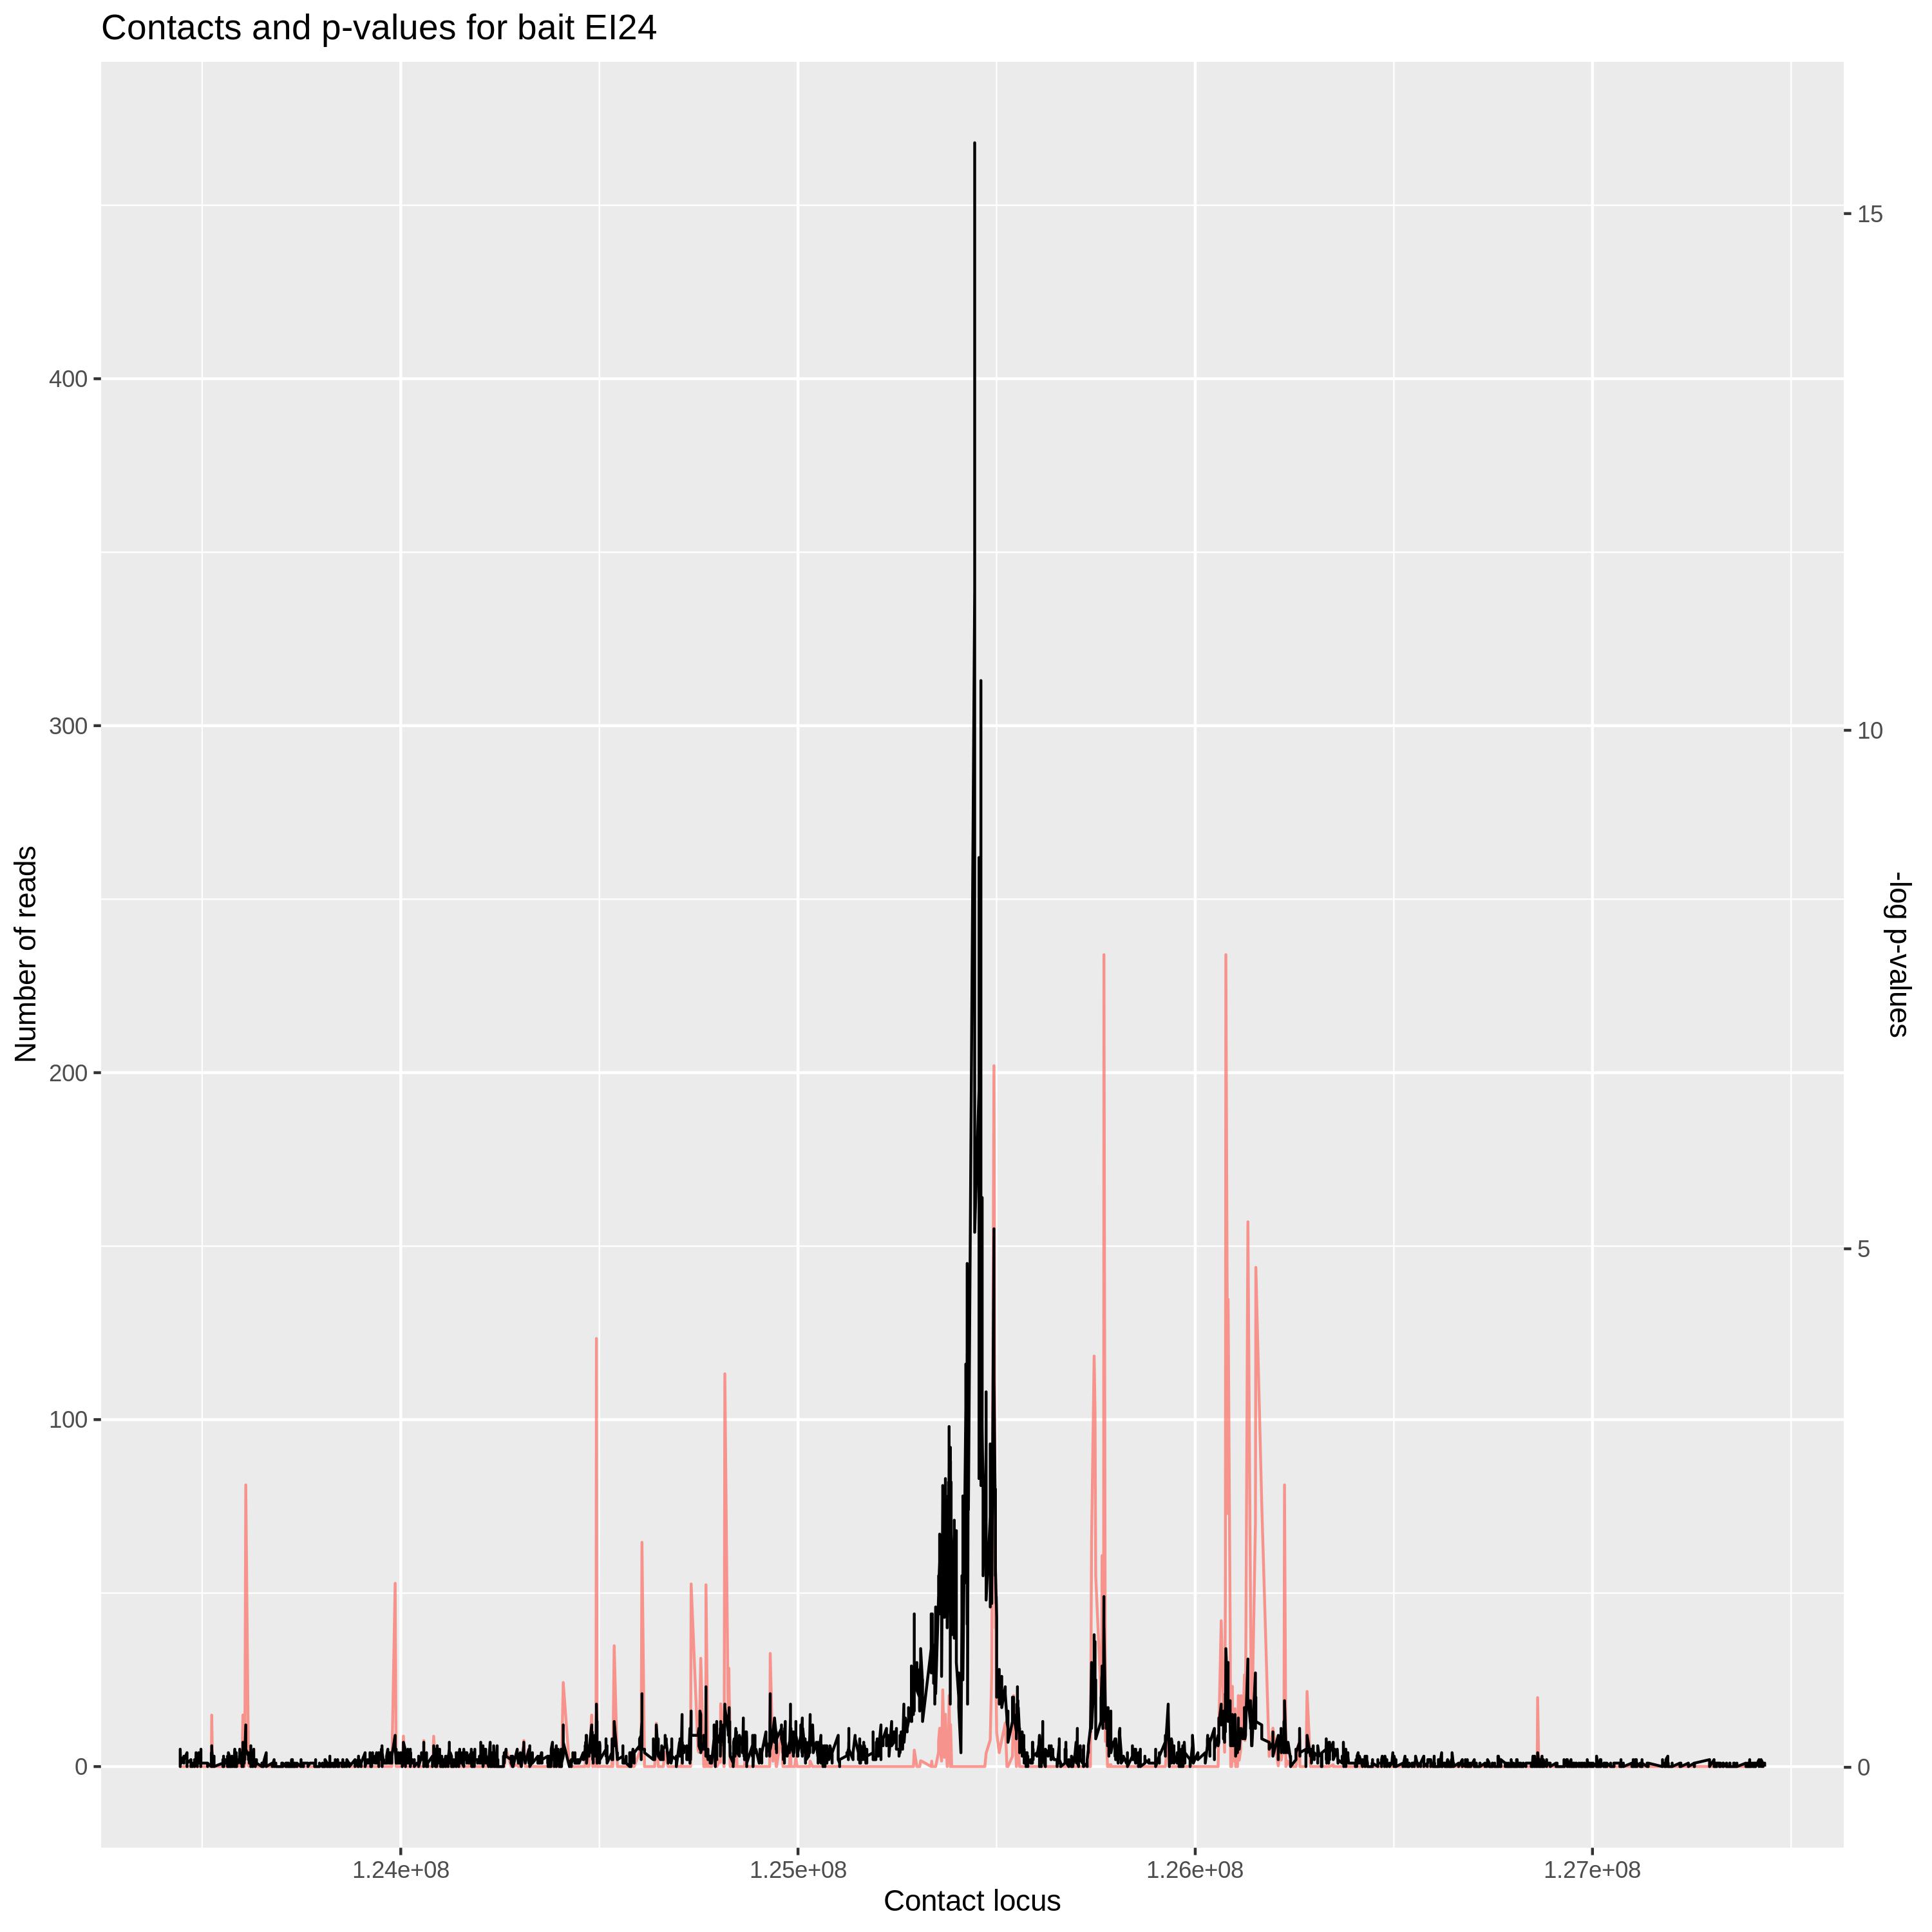 Contacts and p-values for bait EI24
Number of reads
400
300
200
100
0
15
10
5
0
-log p-values
1.24e+08
1.25e+08
1.26e+08
1.27e+08
Contact locus